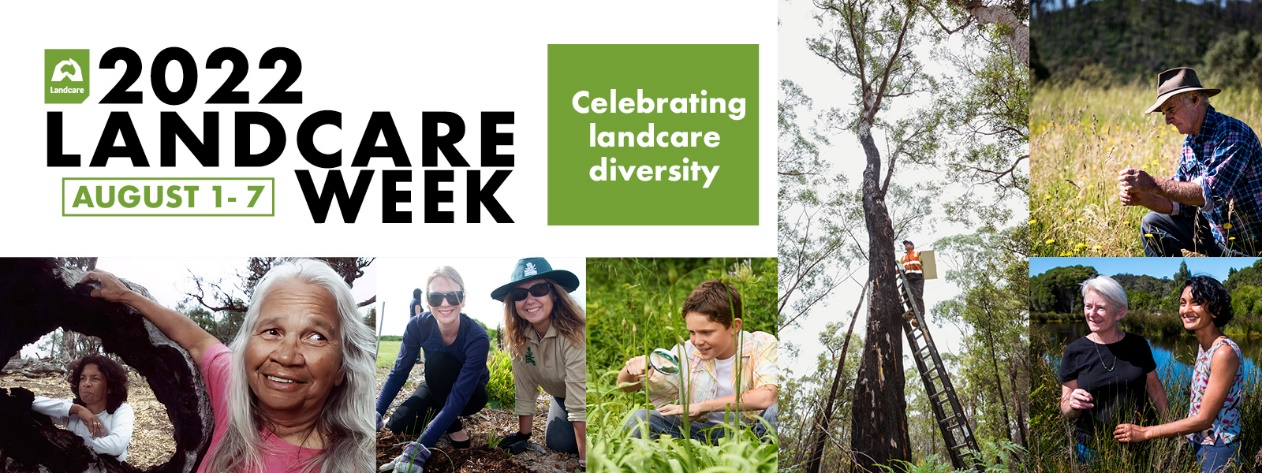 Landcare
2022
LANDCARE
WEEK
AUGUST 1- 7
Celebrating
landcare
diversity